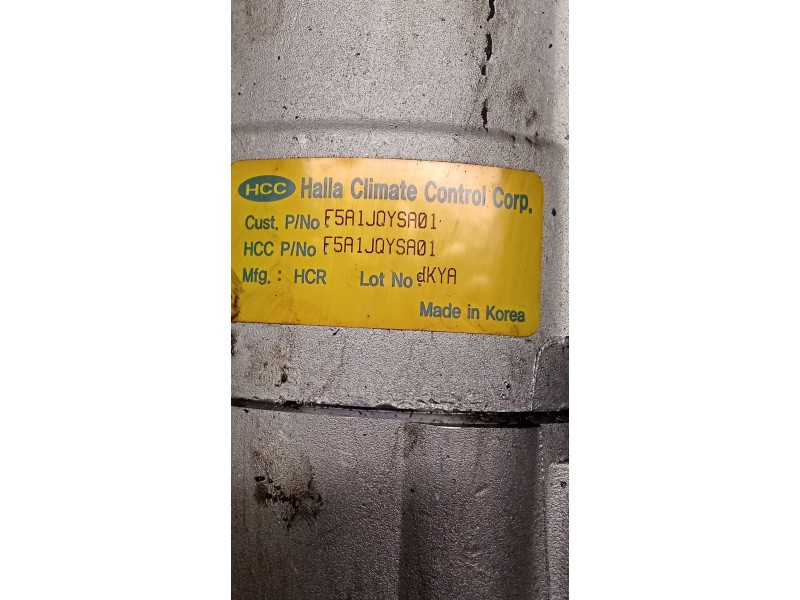 HCC Halla Climate Control Corp.
Cust. P/No F5A1JQYSA01
HCC P/No F5A1JQYSA01
Mfg. : HCR Lot No. dKYA
Made in Korea